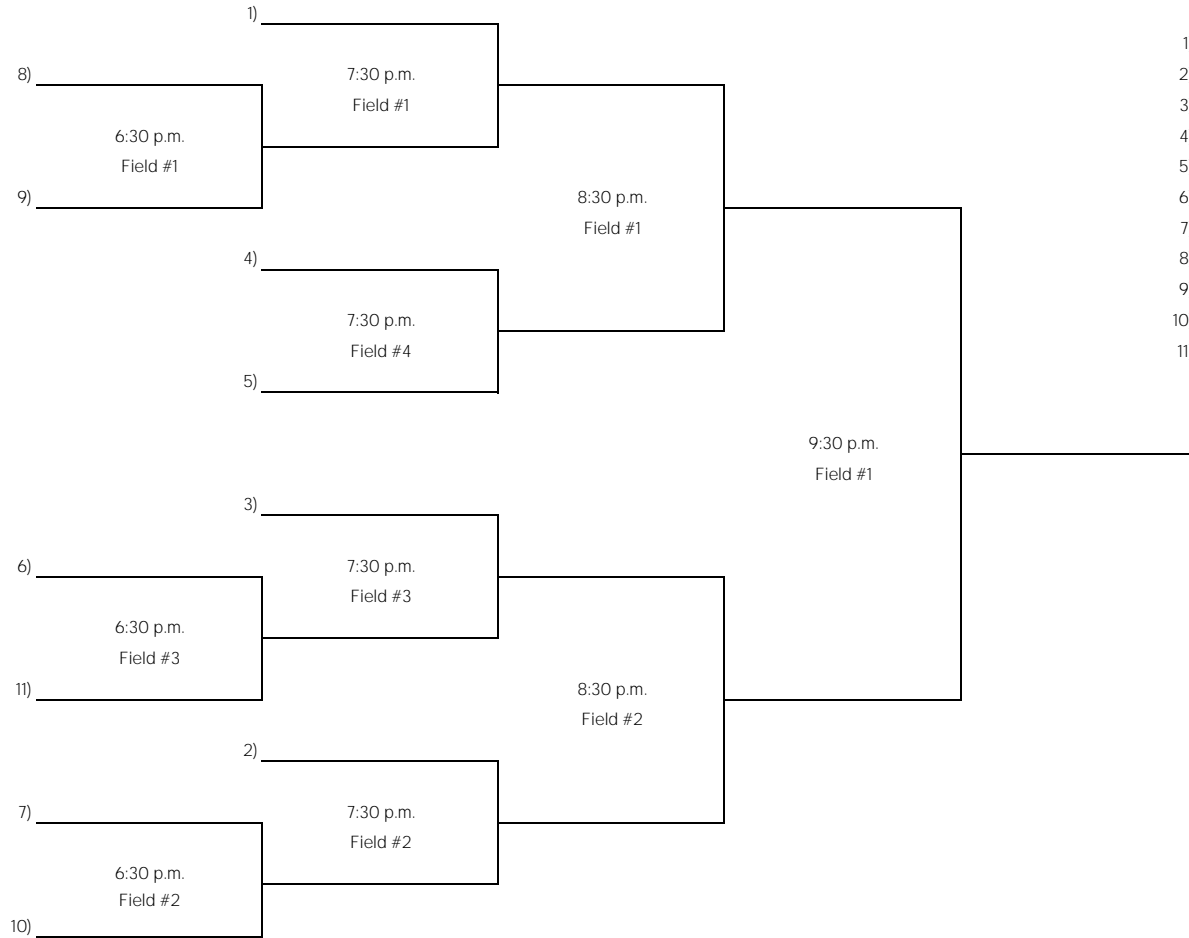 1)
1
8)
7:30 p.m.
2
Field #1
3
6:30 p.m.
4
Field #1
5
9)
8:30 p.m.
6
Field #1
7
4)
8
9
7:30 p.m.
10
Field #4
11
5)
9:30 p.m.
Field #1
3)
6)
7:30 p.m.
Field #3
6:30 p.m.
Field #3
11)
8:30 p.m.
Field #2
2)
7)
7:30 p.m.
Field #2
6:30 p.m.
Field #2
10)